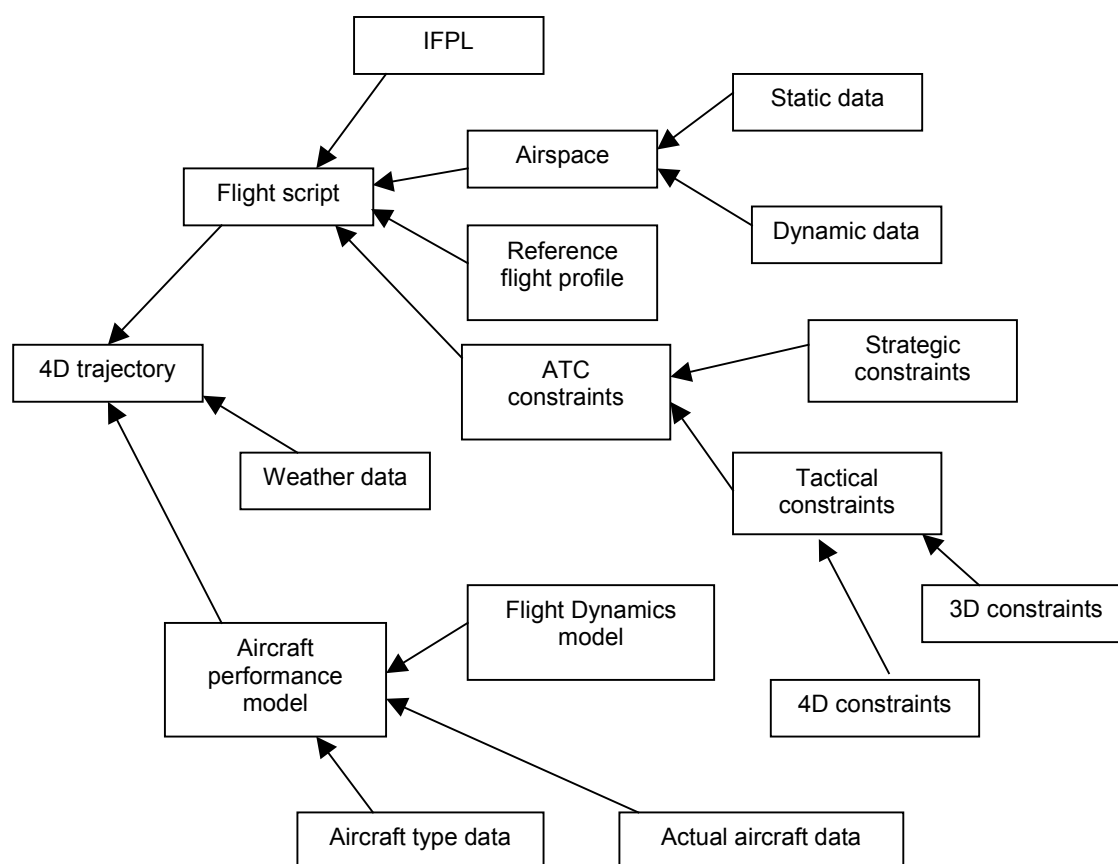 IFPL
Static data
Airspace
Flight script
Dynamic data
Reference
flight profile
Strategic
constraints
4D trajectory
ATC
constraints
Weather data
Tactical
constraints
3D constraints
Flight Dynamics
model
Aircraft
performance
model
4D constraints
Aircraft type data
Actual aircraft data